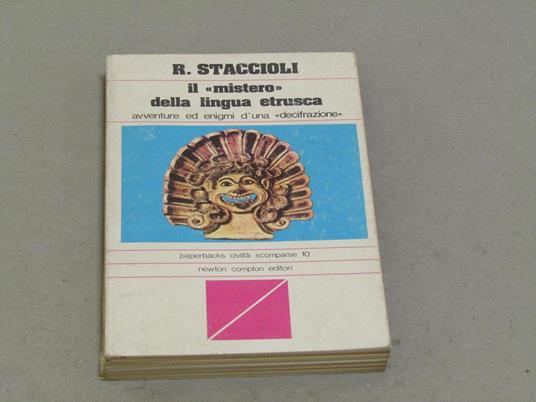 R. STACCIOLI
il «mistero»
della lingua etrusca
avventure ed enigmi d'una «decifrazione»
paperbacks civiltà scomparse 10
newton compton editori